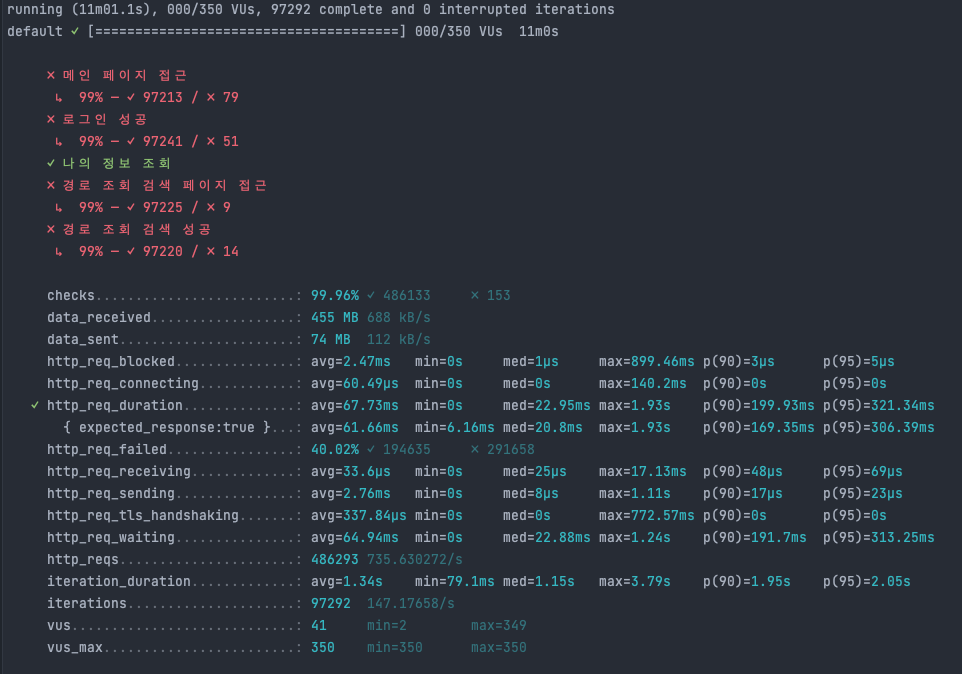 running (11m01.1s), 000/350 VUs, 97292 complete and 0 interrupted iterations
default ✓ [======================================] 000/350 VUs  11m0s
✗ 메인 페이지 접근
↳  99% — ✓ 97213 / ✗ 79
✗ 로그인 성공
↳  99% — ✓ 97241 / ✗ 51
✓ 나의 정보 조회
✗ 경로 조회 검색 페이지 접근
↳  99% — ✓ 97225 / ✗ 9
✗ 경로 조회 검색 성공
↳  99% — ✓ 97220 / ✗ 14
checks.........................: 99.96% ✓ 486133     ✗ 153
data_received..................: 455 MB 688 kB/s
data_sent......................: 74 MB  112 kB/s
http_req_blocked...............: avg=2.47ms   min=0s     med=1µs     max=899.46ms p(90)=3µs      p(95)=5µs
http_req_connecting............: avg=60.49µs  min=0s     med=0s      max=140.2ms  p(90)=0s       p(95)=0s
✓ http_req_duration..............: avg=67.73ms  min=0s     med=22.95ms max=1.93s    p(90)=199.93ms p(95)=321.34ms
{ expected_response:true }...: avg=61.66ms  min=6.16ms med=20.8ms  max=1.93s    p(90)=169.35ms p(95)=306.39ms
http_req_failed................: 40.02% ✓ 194635     ✗ 291658
http_req_receiving.............: avg=33.6µs   min=0s     med=25µs    max=17.13ms  p(90)=48µs     p(95)=69µs
http_req_sending...............: avg=2.76ms   min=0s     med=8µs     max=1.11s    p(90)=17µs     p(95)=23µs
http_req_tls_handshaking.......: avg=337.84µs min=0s     med=0s      max=772.57ms p(90)=0s       p(95)=0s
http_req_waiting...............: avg=64.94ms  min=0s     med=22.88ms max=1.24s    p(90)=191.7ms  p(95)=313.25ms
http_reqs......................: 486293 735.630272/s
iteration_duration.............: avg=1.34s    min=79.1ms med=1.15s   max=3.79s    p(90)=1.95s    p(95)=2.05s
iterations.....................: 97292  147.17658/s
vus............................: 41     min=2        max=349
vus_max........................: 350    min=350      max=350